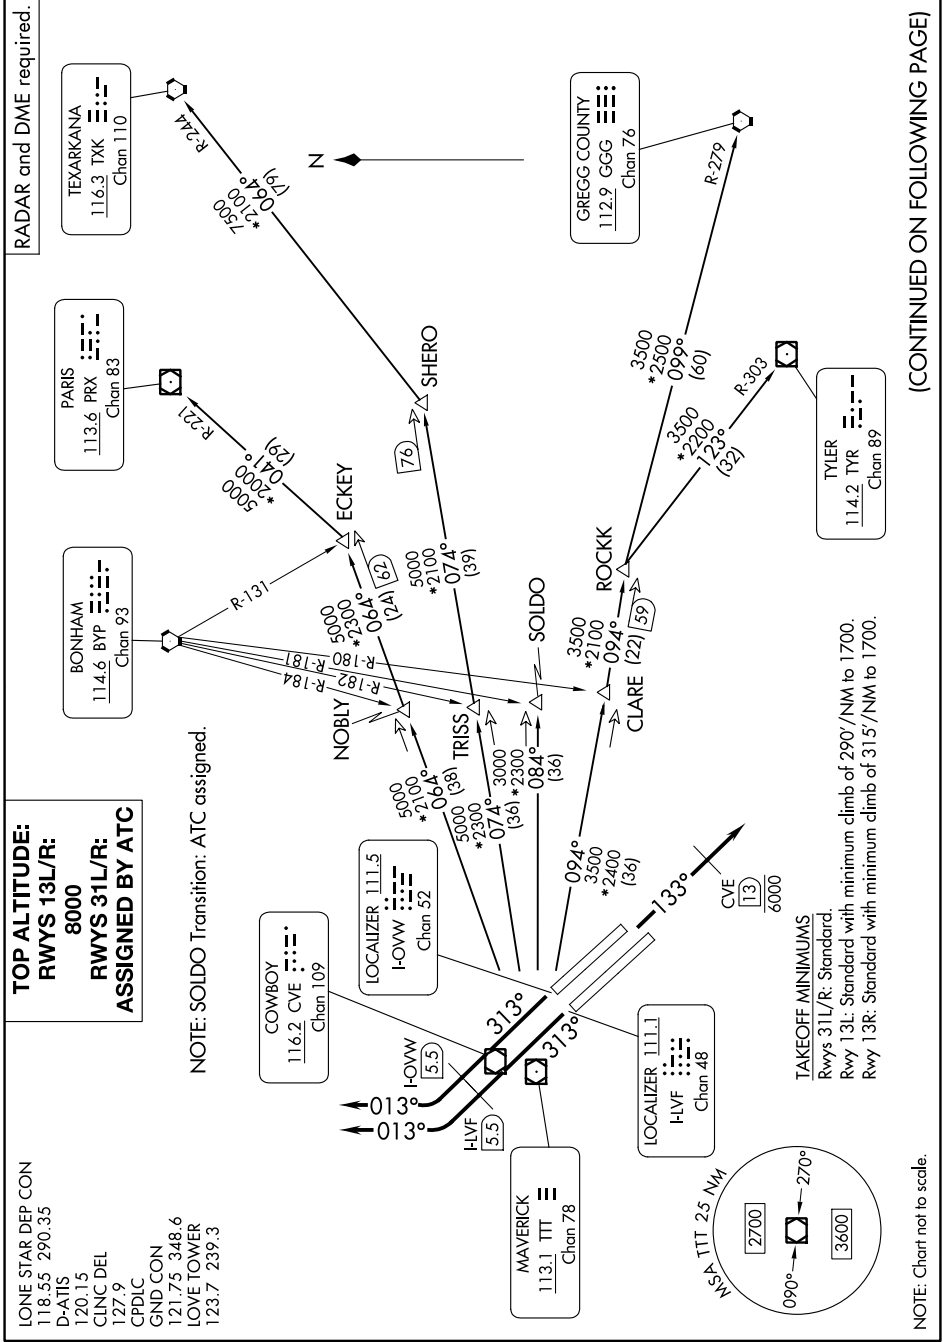 RADAR and DME required.
TOP ALTITUDE:
RWYS 13L/R:
8000
RWYS 31L/R:
ASSIGNED BY ATC
LONE STAR DEP CON
118.55 290.35
D-ATIS
120.15
CLNC DEL
127.9
CPDLC
GND CON
121.75 348.6
LOVE TOWER
123.7 239.3
NOTE: SOLDO Transition: ATC assigned.
BONHAM
114.6 BYP
Chan 93
PARIS
113.6 PRX
Chan 83
TEXARKANA
116.3 TXK
Chan 110
R-244
7500
*2100
064°
(79)
N
R-221
5000
*2000
041°
(29)
R-131
R-184
R-181
R-182
R-180
ECKEY
62
SHERO
76
NOBLY
5000
*2300
064°
(24)
TRISS
5000
*2100
074°
(39)
SOLDO
CLARE
3500
*2100
094°
(22)
59
ROCKK
3500
*2500
099°
(60)
R-279
3500
*2200
123°
(32)
R-303
GREGG COUNTY
112.9 GGG
Chan 76
TYLER
114.2 TYR
Chan 89
5000
*2100
064°
(38)
5000
*2300
074°
(36)
3000
*2300
084°
(36)
094°
3500
*2400
(36)
COWBOY
116.2 CVE
Chan 109
LOCALIZER 111.5
I-OVW
Chan 52
I-OVW
5.5
I-LVF
5.5
013°
013°
313°
313°
133°
CVE
13
6000
MAVERICK
113.1 TTT
Chan 78
LOCALIZER 111.1
I-LVF
Chan 48
MSA TTT 25 NM
2700
090°
270°
3600
TAKEOFF MINIMUMS
Rwys 31L/R: Standard.
Rwy 13L: Standard with minimum climb of 290'/NM to 1700.
Rwy 13R: Standard with minimum climb of 315'/NM to 1700.
NOTE: Chart not to scale.
(CONTINUED ON FOLLOWING PAGE)